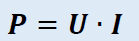 P = U · I